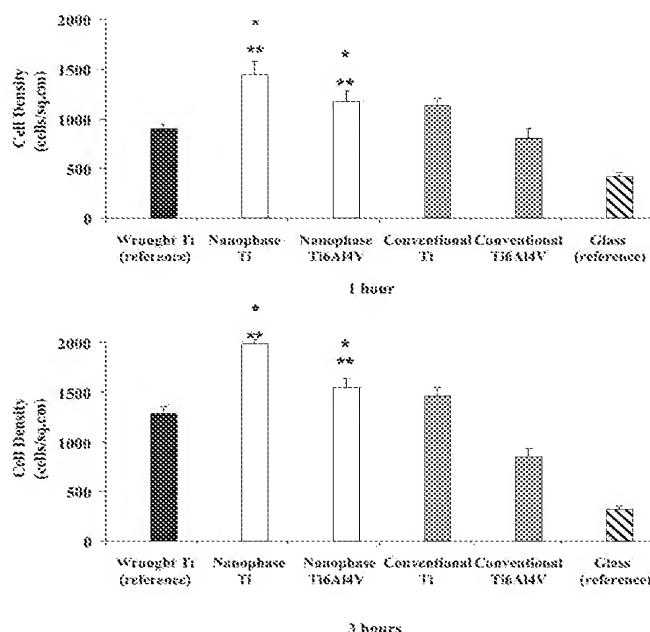 *
*
**
**
2000
1500
1000
500
0
Cell Density
(cells/sq.cm)
Wrought Ti
(reference)
Nanophase
Ti
Nanophase
Ti6Al4V
Conventional
Ti
Conventional
Ti6Al4V
Glass
(reference)
1 hour
*
**
*
**
2000
1500
1000
500
0
Cell Density
(cells/sq.cm)
Wrought Ti
(reference)
Nanophase
Ti
Nanophase
Ti6Al4V
Conventional
Ti
Conventional
Ti6Al4V
Glass
(reference)
3 hours